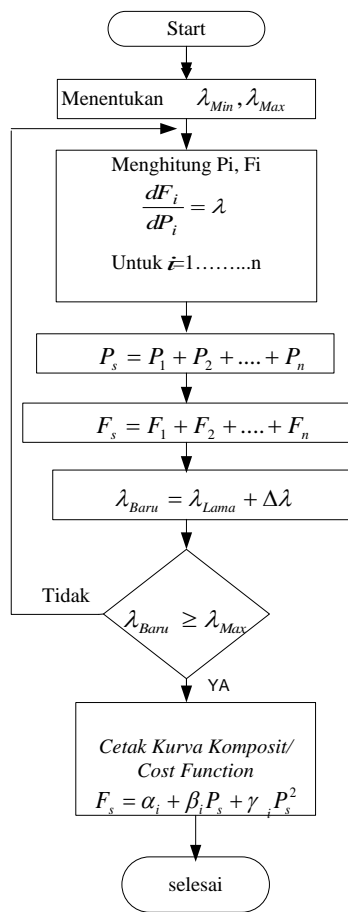 Start
Menentukan λ_Min, λ_Max
Menghitung Pi, Fi
dF_i/dP_i = λ
Untuk i=1……...n
P_s = P_1 + P_2 + .... + P_n
F_s = F_1 + F_2 + .... + F_n
λ_Baru = λ_Lama + Δλ
Tidak
λ_Baru ≥ λ_Max
YA
Cetak Kurva Komposit/
Cost Function
F_s = α_i + β_i P_s + γ_i P_s^2
selesai